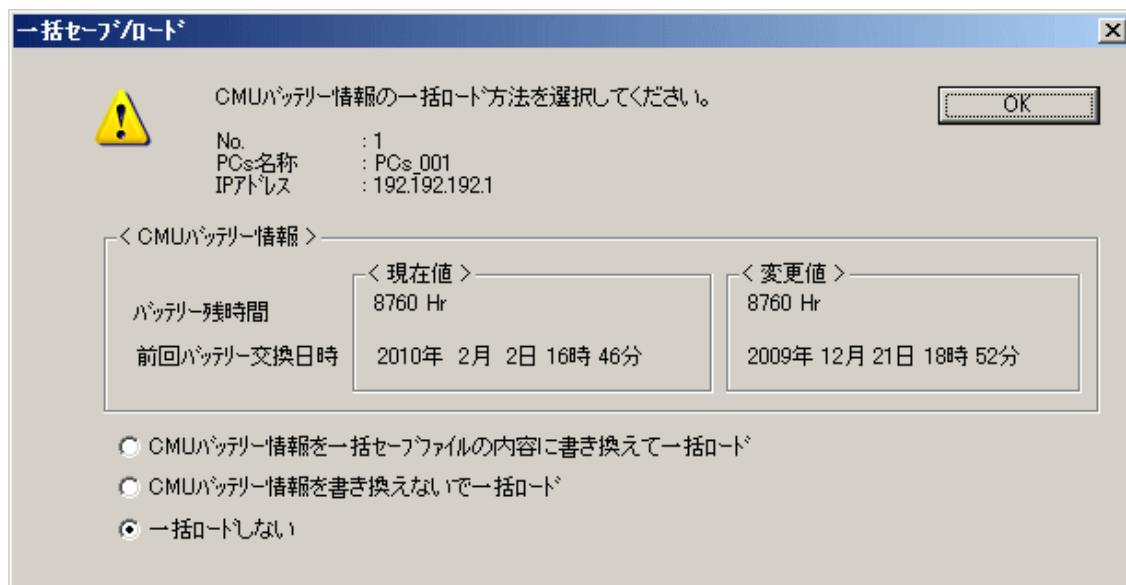 一括セーブ/ロード
CMUバッテリー情報の一括ロード方法を選択してください。
OK
No. : 1
PCs名称 : PCs_001
IPアドレス : 192.192.192.1
< CMUバッテリー情報 >
< 現在値 > < 変更値 >
バッテリー残時間 8760 Hr 8760 Hr
前回バッテリー交換日時 2010年 2月 2日 16時 46分 2009年 12月 21日 18時 52分
CMUバッテリー情報を一括セーブファイルの内容に書き換えて一括ロード
CMUバッテリー情報を書き換えないで一括ロード
一括ロードしない